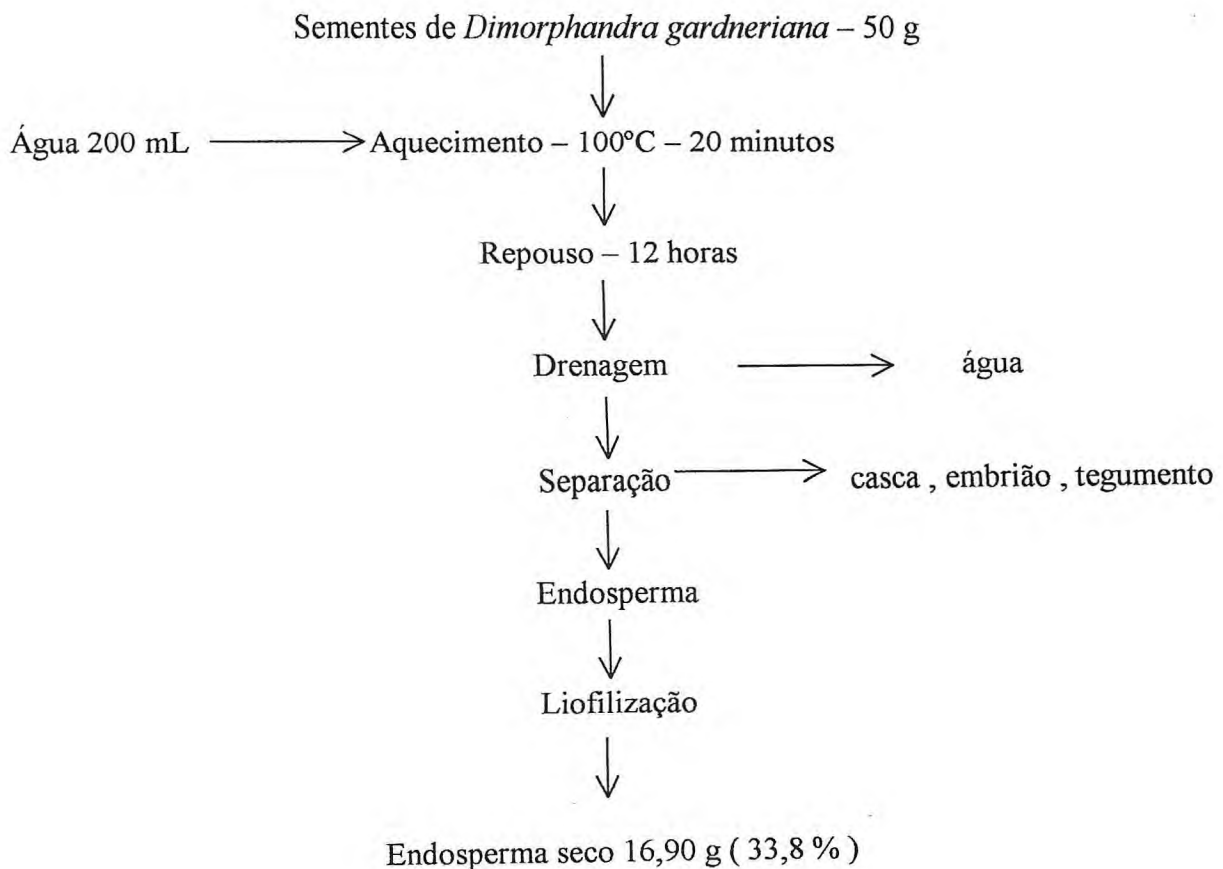 Sementes de Dimorphandra gardneriana – 50 g
Água 200 mL
Aquecimento – 100ºC – 20 minutos
Repouso – 12 horas
Drenagem
água
Separação
casca , embrião , tegumento
Endosperma
Liofilização
Endosperma seco 16,90 g ( 33,8 % )